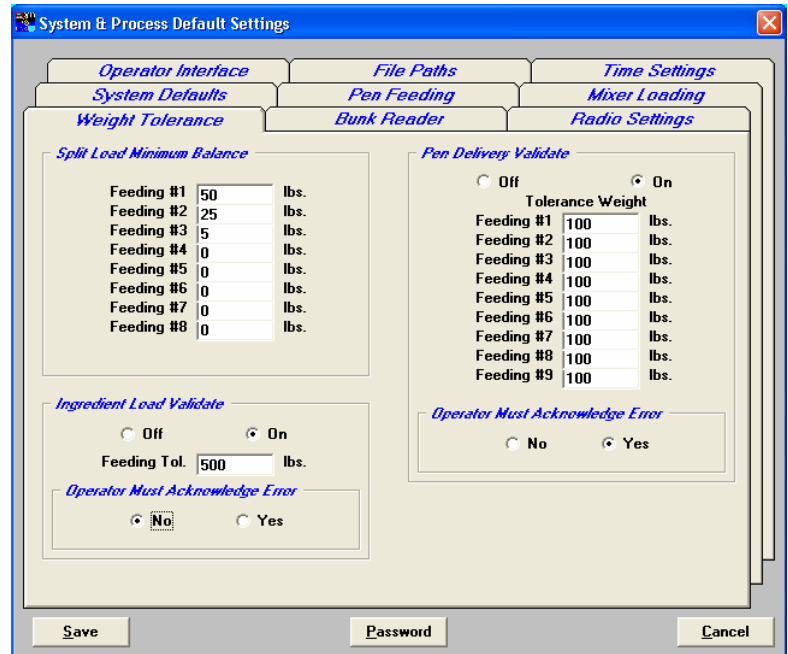 System & Process Default Settings
Operator Interface File Paths Time Settings
System Defaults Pen Feeding Mixer Loading
Weight Tolerance Bunk Reader Radio Settings
Split Load Minimum Balance
Feeding #1 50 lbs.
Feeding #2 25 lbs.
Feeding #3 5 lbs.
Feeding #4 0 lbs.
Feeding #5 0 lbs.
Feeding #6 0 lbs.
Feeding #7 0 lbs.
Feeding #8 0 lbs.
Ingredient Load Validate
Off On
Feeding Tol. 500 lbs.
Operator Must Acknowledge Error
No Yes
Pen Delivery Validate
Off On
Tolerance Weight
Feeding #1 100 lbs.
Feeding #2 100 lbs.
Feeding #3 100 lbs.
Feeding #4 100 lbs.
Feeding #5 100 lbs.
Feeding #6 100 lbs.
Feeding #7 100 lbs.
Feeding #8 100 lbs.
Feeding #9 100 lbs.
Operator Must Acknowledge Error
No Yes
Save Password Cancel